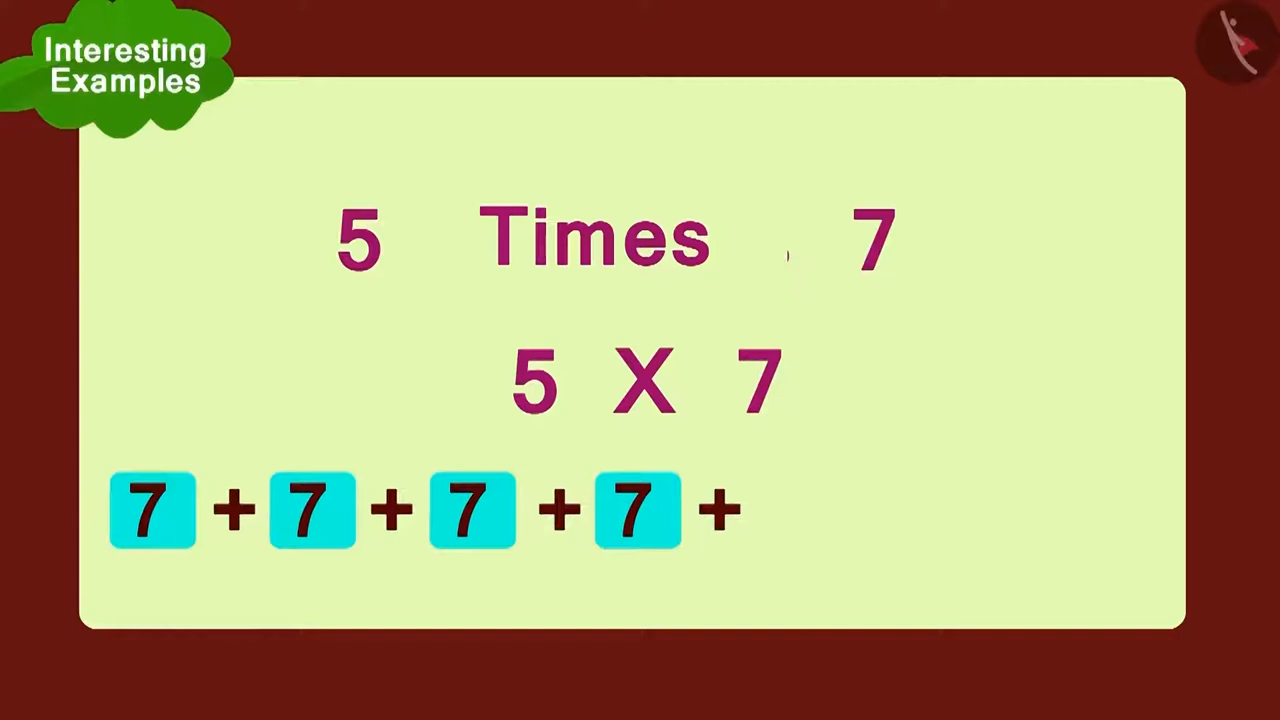 Interesting
Examples
5 Times 7
5 X 7
7 + 7 + 7 + 7 +